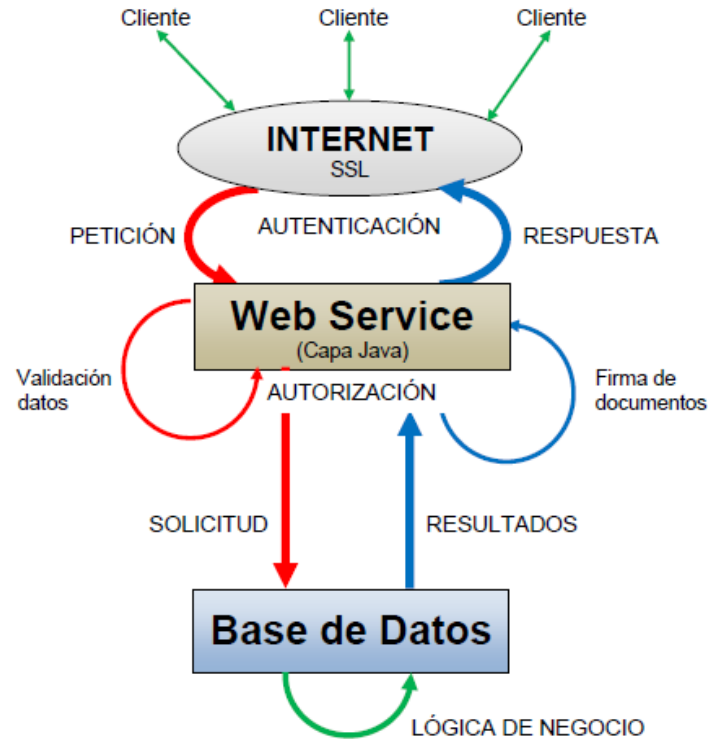 Cliente
Cliente
Cliente
INTERNET
SSL
PETICIÓN
AUTENTICACIÓN
RESPUESTA
Web Service
(Capa Java)
Validación
datos
AUTORIZACIÓN
Firma de
documentos
SOLICITUD
RESULTADOS
Base de Datos
LÓGICA DE NEGOCIO